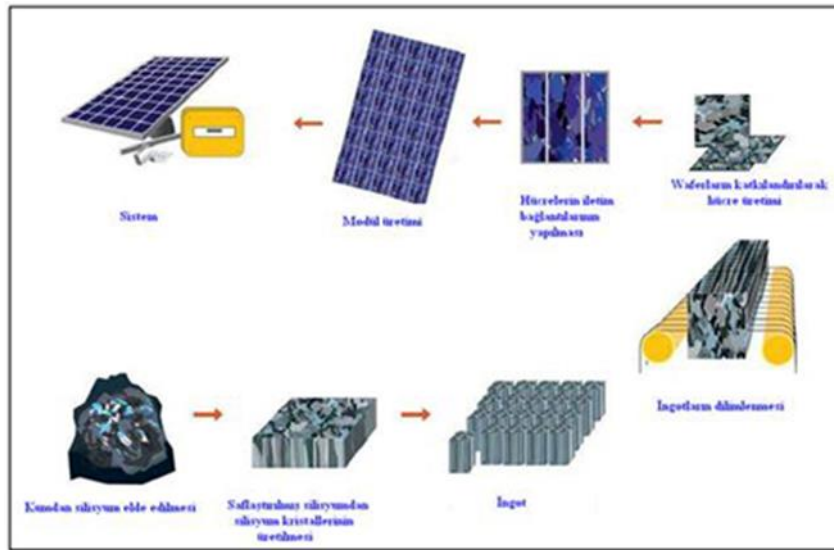 Sistem
Modül üretimi
Hücrelerin iletim
bağlantılarının
yapılması
Waferların katkılandırılarak
hücre üretimi
İngotların dilimlenmesi
Kumdan silisyum elde edilmesi
Saflaştırılmış silisyumdan
silisyum kristallerinin
üretilmesi
İngot